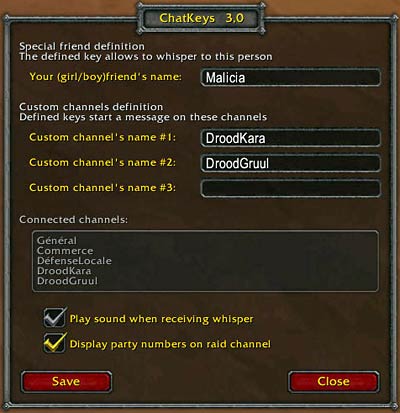 ChatKeys 3.0
Special friend definition
The defined key allows to whisper to this person
Your (girl/boy)friend's name: Malicia
Custom channels definition
Defined keys start a message on these channels
Custom channel's name #1: DroodKara
Custom channel's name #2: DroodGruul
Custom channel's name #3:
Connected channels:
Général
Commerce
DéfenseLocale
DroodKara
DroodGruul
Play sound when receiving whisper
Display party numbers on raid channel
Save Close